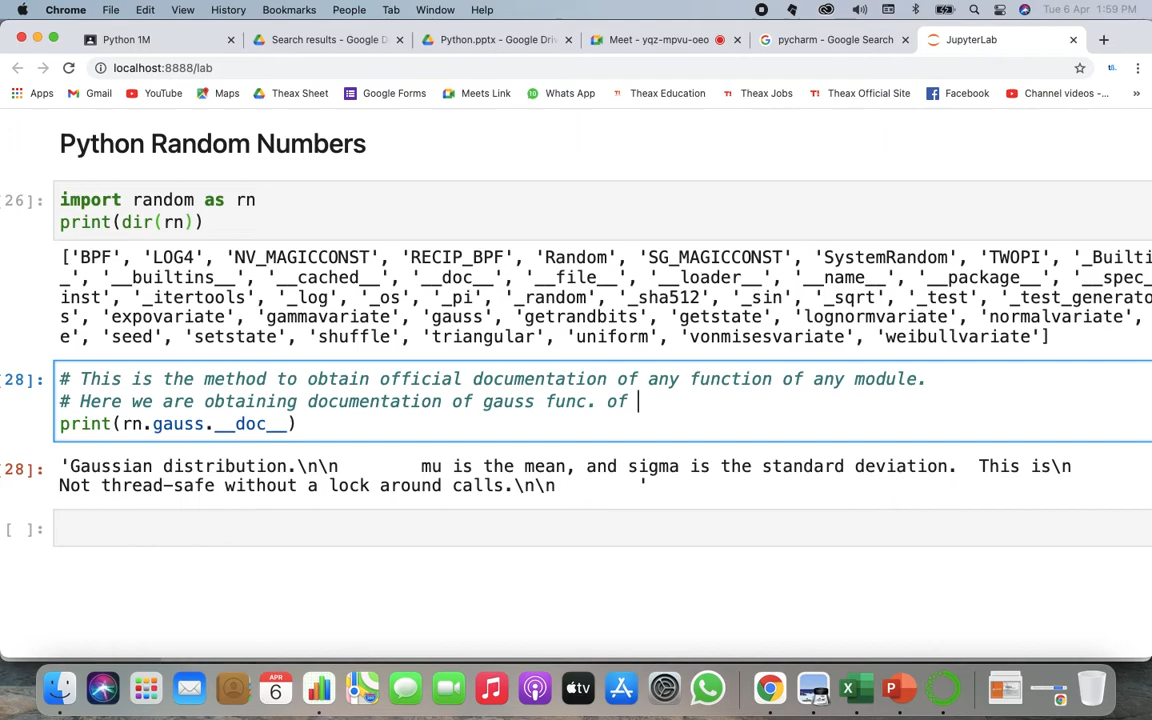 Chrome File Edit View History Bookmarks People Tab Window Help Tue 6 Apr 1:59 PM
Python 1M Search results - Google D Python.pptx - Google Driv Meet - yqz-mpvu-oeo pycharm - Google Search JupyterLab
localhost:8888/lab
Apps Gmail YouTube Maps Theax Sheet Google Forms Meets Link Whats App Theax Education Theax Jobs Theax Official Site Facebook Channel videos -... »
Python Random Numbers
[26]: import random as rn
print(dir(rn))
['BPF', 'LOG4', 'NV_MAGICCONST', 'RECIP_BPF', 'Random', 'SG_MAGICCONST', 'SystemRandom', 'TWOPI', '_Builti
_', '__builtins__', '__cached__', '__doc__', '__file__', '__loader__', '__name__', '__package__', '__spec_
inst', '_itertools', '_log', '_os', '_pi', '_random', '_sha512', '_sin', '_sqrt', '_test', '_test_generato
s', 'expovariate', 'gammavariate', 'gauss', 'getrandbits', 'getstate', 'lognormvariate', 'normalvariate',
e', 'seed', 'setstate', 'shuffle', 'triangular', 'uniform', 'vonmisesvariate', 'weibullvariate']
[28]: # This is the method to obtain official documentation of any function of any module.
# Here we are obtaining documentation of gauss func. of
print(rn.gauss.__doc__)
[28]: 'Gaussian distribution.\n\n        mu is the mean, and sigma is the standard deviation.  This is\n
Not thread-safe without a lock around calls.\n\n        '
[ ]:
APR
6
tv